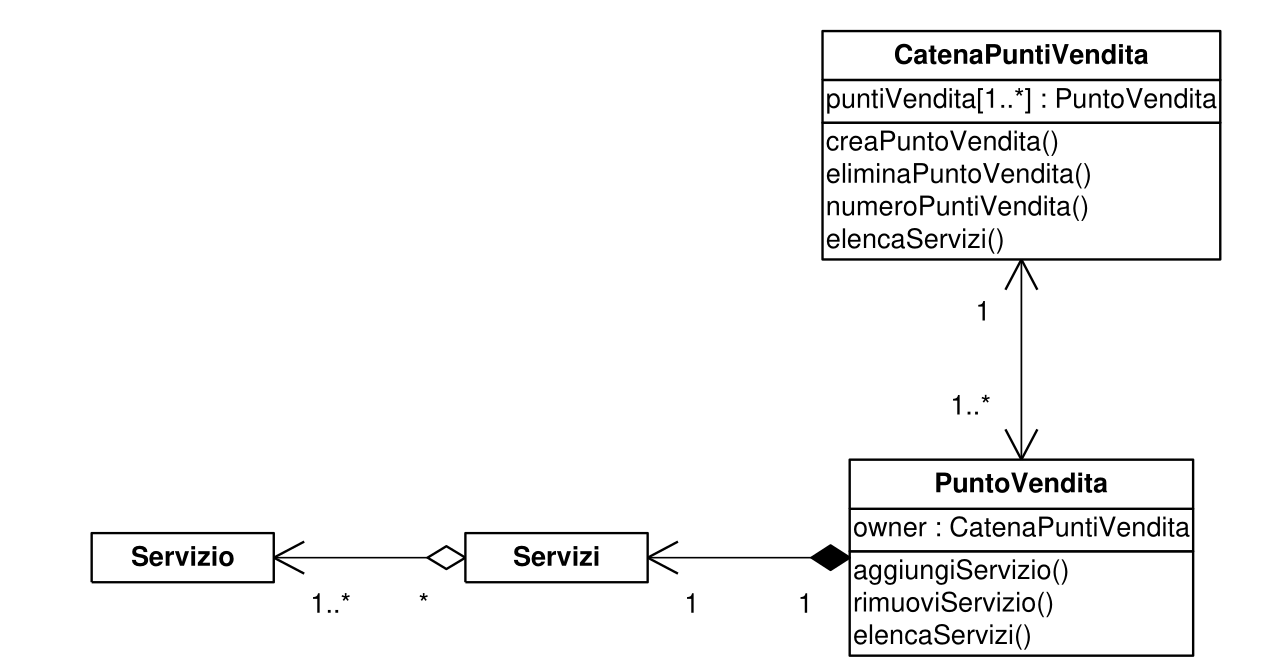 CatenaPuntiVendita
puntiVendita[1..*] : PuntoVendita
creaPuntoVendita()
eliminaPuntoVendita()
numeroPuntiVendita()
elencaServizi()
1
1..*
PuntoVendita
owner : CatenaPuntiVendita
aggiungiServizio()
rimuoviServizio()
elencaServizi()
Servizio
Servizi
1..*
*
1
1